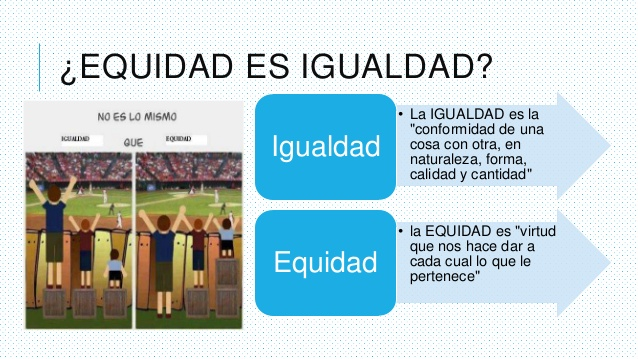 ¿EQUIDAD ES IGUALDAD?
NO ES LO MISMO
IGUALDAD
QUE
EQUIDAD
Igualdad
• La IGUALDAD es la
"conformidad de una
cosa con otra, en
naturaleza, forma,
calidad y cantidad"
Equidad
• la EQUIDAD es "virtud
que nos hace dar a
cada cual lo que le
pertenece"